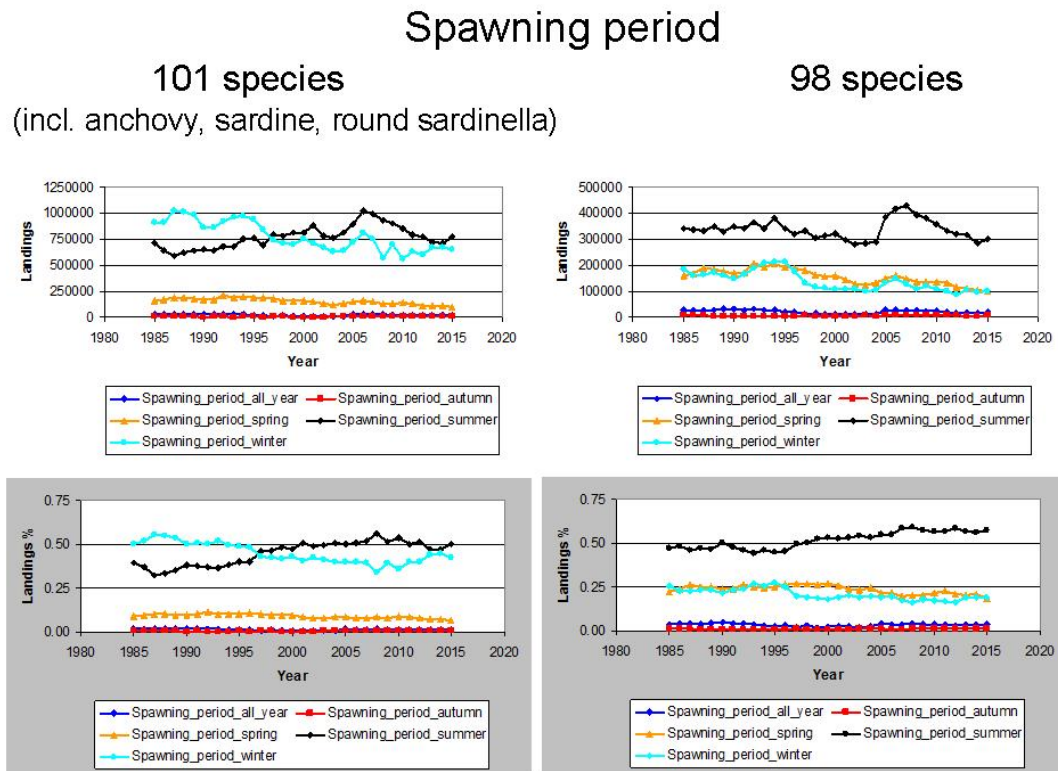 Spawning period
101 species
(incl. anchovy, sardine, round sardinella)
98 species
1250000
1000000
750000
500000
250000
0
Landings
1980 1985 1990 1995 2000 2005 2010 2015 2020
Year
Spawning_period_all_year Spawning_period_autumn
Spawning_period_spring Spawning_period_summer
Spawning_period_winter
500000
400000
300000
200000
100000
0
Landings
1980 1985 1990 1995 2000 2005 2010 2015 2020
Year
Spawning_period_all_year Spawning_period_autumn
Spawning_period_spring Spawning_period_summer
Spawning_period_winter
0.75
0.50
0.25
0.00
Landings %
1980 1985 1990 1995 2000 2005 2010 2015 2020
Year
Spawning_period_all_year Spawning_period_autumn
Spawning_period_spring Spawning_period_summer
Spawning_period_winter
0.75
0.50
0.25
0.00
Landings %
1980 1985 1990 1995 2000 2005 2010 2015 2020
Year
Spawning_period_all_year Spawning_period_autumn
Spawning_period_spring Spawning_period_summer
Spawning_period_winter